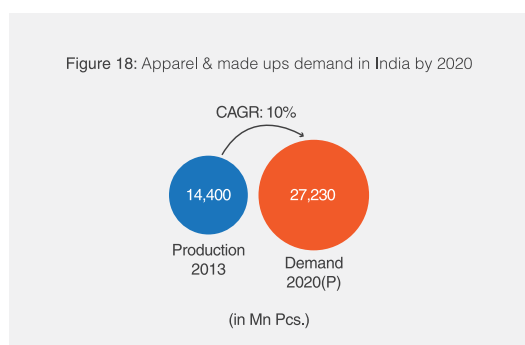 Figure 18: Apparel & made ups demand in India by 2020
CAGR: 10%
14,400
27,230
Production
2013
Demand
2020(P)
(in Mn Pcs.)